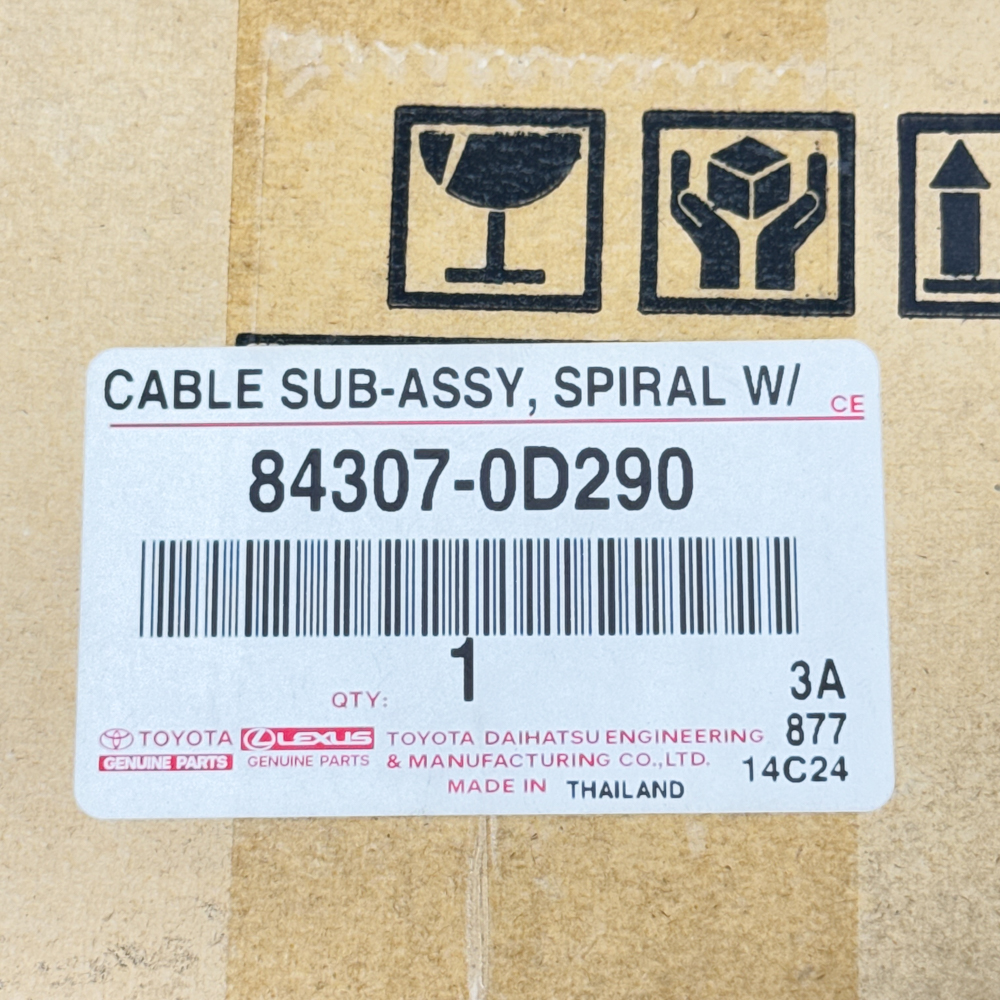 CABLE SUB-ASSY, SPIRAL W/ CE
84307-0D290
QTY: 1
3A
877
14C24
TOYOTA
GENUINE PARTS
LEXUS
GENUINE PARTS
TOYOTA DAIHATSU ENGINEERING
& MANUFACTURING CO.,LTD.
MADE IN THAILAND